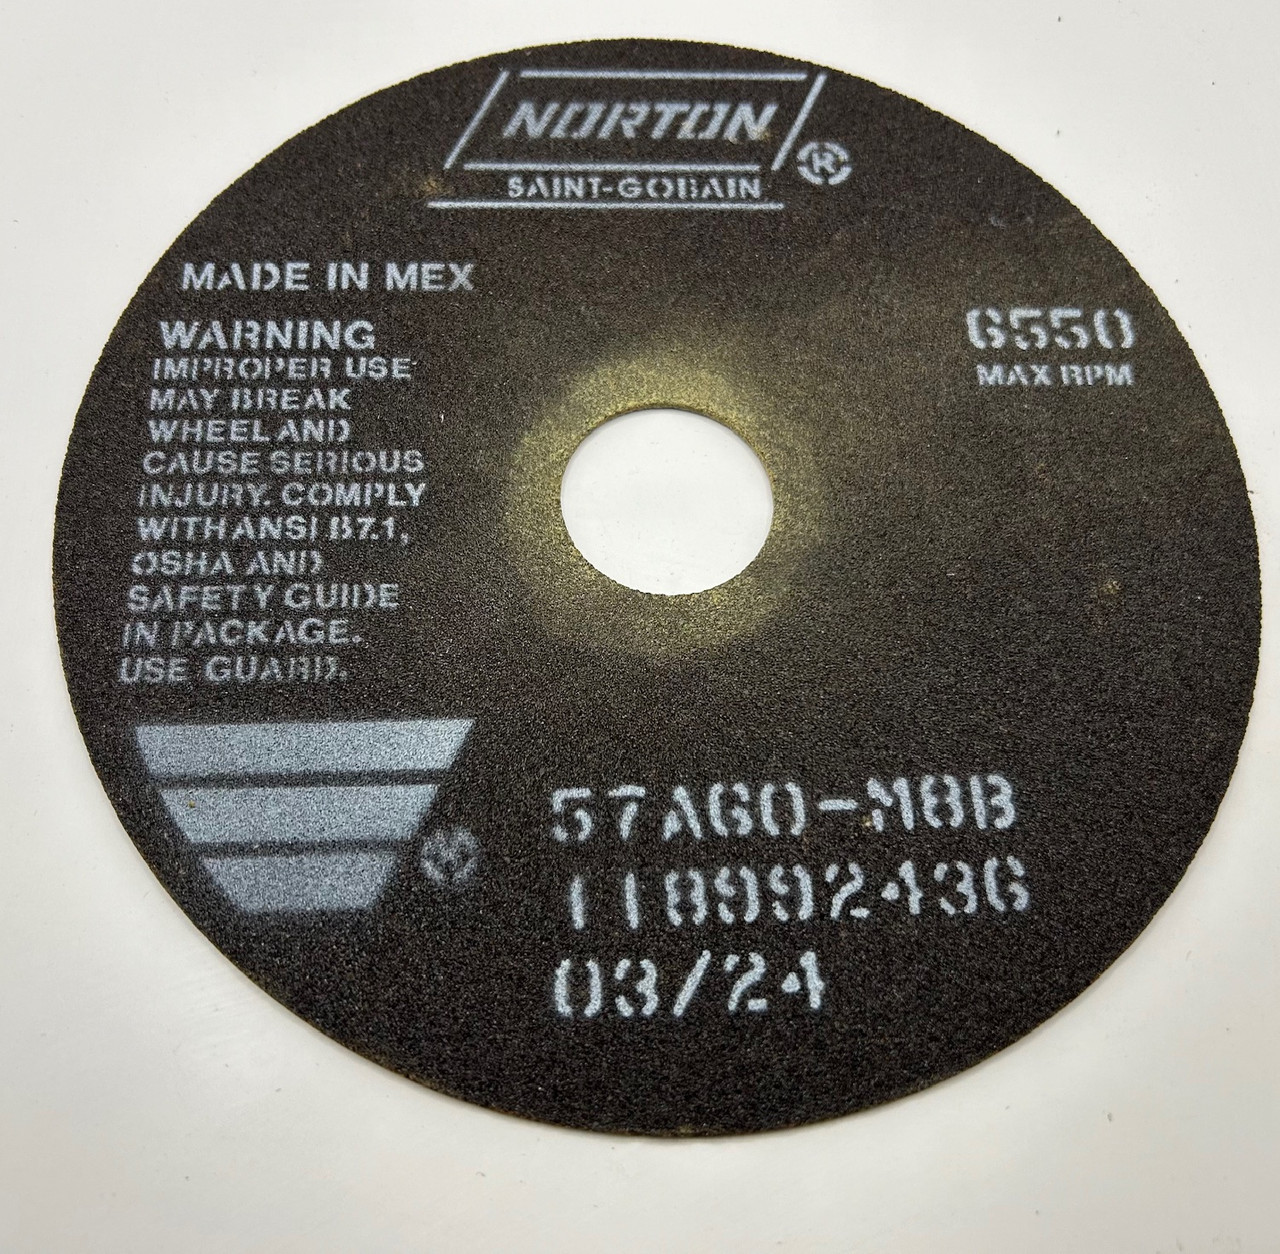 NORTON
®
SAINT-GOBAIN
MADE IN MEX
WARNING
IMPROPER USE
MAY BREAK
WHEEL AND
CAUSE SERIOUS
INJURY. COMPLY
WITH ANSI B7.1,
OSHA AND
SAFETY GUIDE
IN PACKAGE.
USE GUARD.
6550
MAX RPM
®
57A60-M8B
118992436
03/24